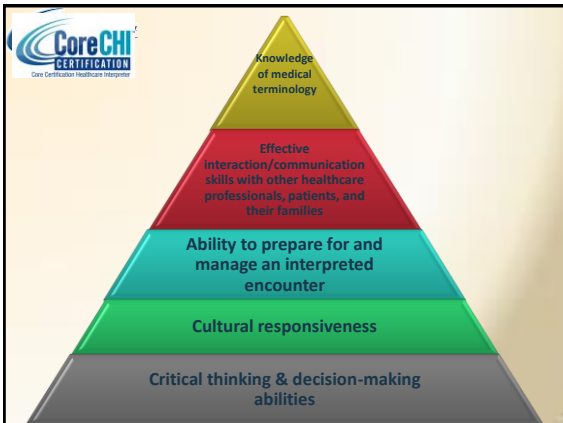 CoreCHI
CERTIFICATION
Core Certification Healthcare Interpreter
Knowledge
of medical
terminology
Effective
interaction/communication
skills with other healthcare
professionals, patients, and
their families
Ability to prepare for and
manage an interpreted
encounter
Cultural responsiveness
Critical thinking & decision-making
abilities